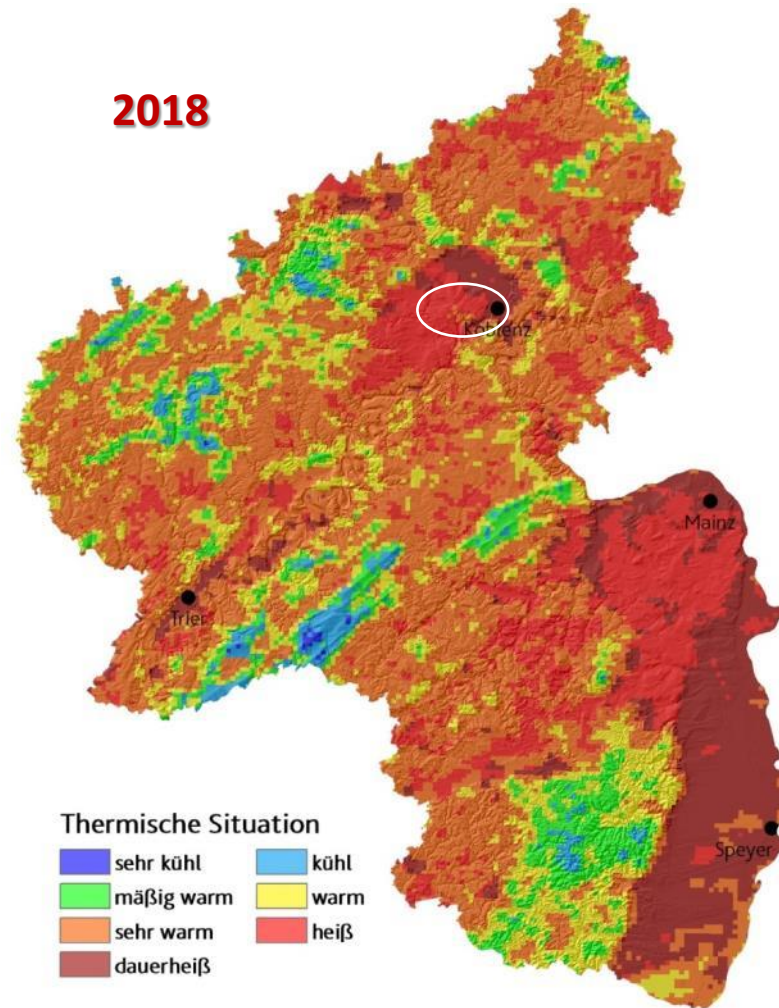 2018
Koblenz
Mainz
Trier
Speyer
Thermische Situation
sehr kühl
kühl
mäßig warm
warm
sehr warm
heiß
dauerheiß